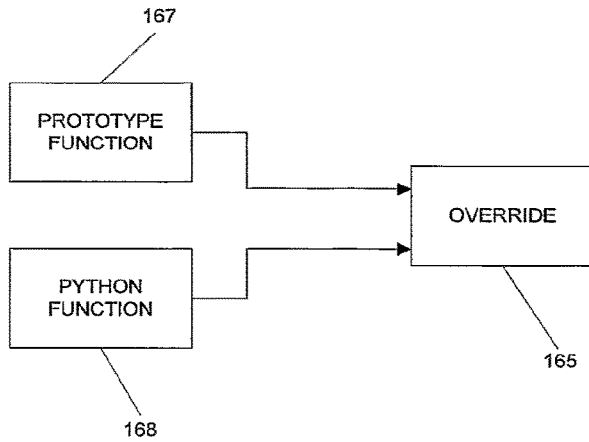 167
PROTOTYPE
FUNCTION
OVERRIDE
PYTHON
FUNCTION
165
168